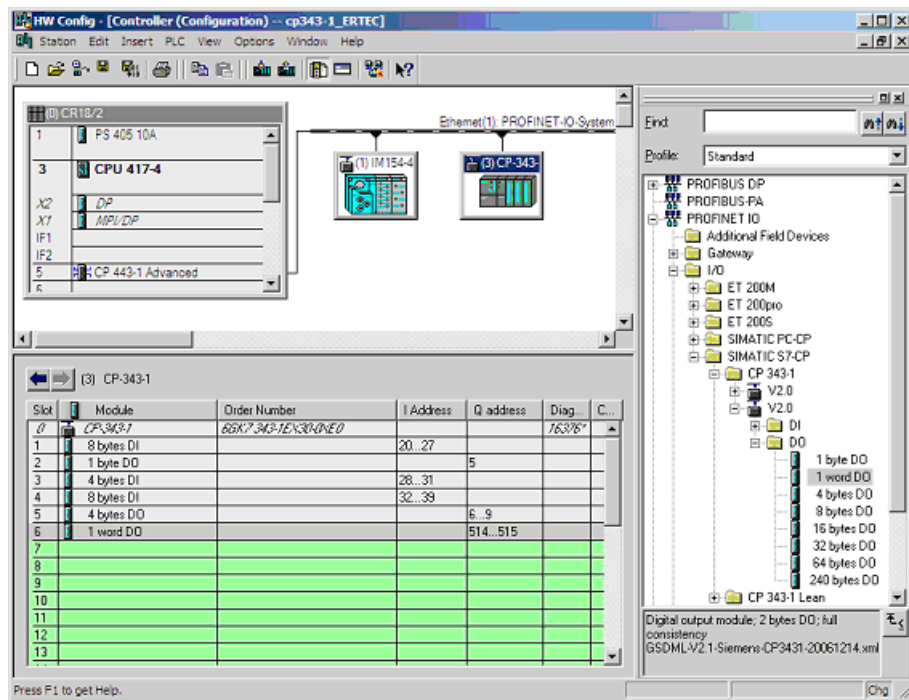 HW Config - [Controller (Configuration) -- cp343-1_ERTEC]
Station Edit Insert PLC View Options Window Help
(0) CR18/2
1 PS 405 10A
3 CPU 417-4
X2 DP
X1 MPI/DP
IF1
IF2
5 CP 443-1 Advanced
6
Ethernet(1): PROFINET-IO-System
(1) IM154-4
(3) CP-343-
Find:
Profile: Standard
PROFIBUS DP
PROFIBUS-PA
PROFINET IO
Additional Field Devices
Gateway
I/O
ET 200M
ET 200pro
ET 200S
SIMATIC PC-CP
SIMATIC S7-CP
CP 343-1
V2.0
V2.0
DI
DO
1 byte DO
1 word DO
4 bytes DO
8 bytes DO
16 bytes DO
32 bytes DO
64 bytes DO
240 bytes DO
CP 343-1 Lean
Digital output module; 2 bytes DO; full
consistency
GSDML-V2.1-Siemens-CP3431-20061214.xml
(3) CP-343-1
Slot Module Order Number I Address Q address Diag... C...
0 CP-343-1 6GK7 343-1EX30-0XE0 16376*
1 8 bytes DI 20...27
2 1 byte DO 5
3 4 bytes DI 28...31
4 8 bytes DI 32...39
5 4 bytes DO 6...9
6 1 word DO 514...515
7
8
9
10
11
12
13
Press F1 to get Help.
Chg